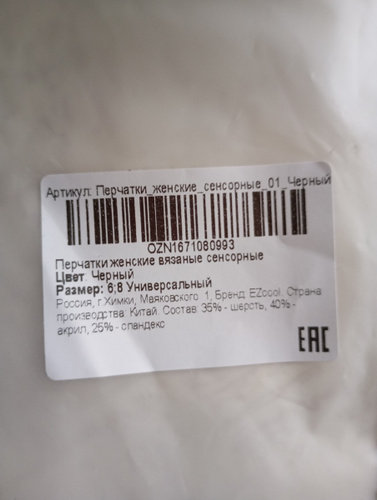 Артикул: Перчатки_женские_сенсорные_01_Черный
OZN1671080993
Перчатки женские вязаные сенсорные
Цвет: Черный
Размер: 6;8 Универсальный
Россия, г.Химки, Маяковского 1, Бренд: EZcool, Страна
производства: Китай. Состав: 35% - шерсть, 40% -
акрил, 25% - спандекс
EAC